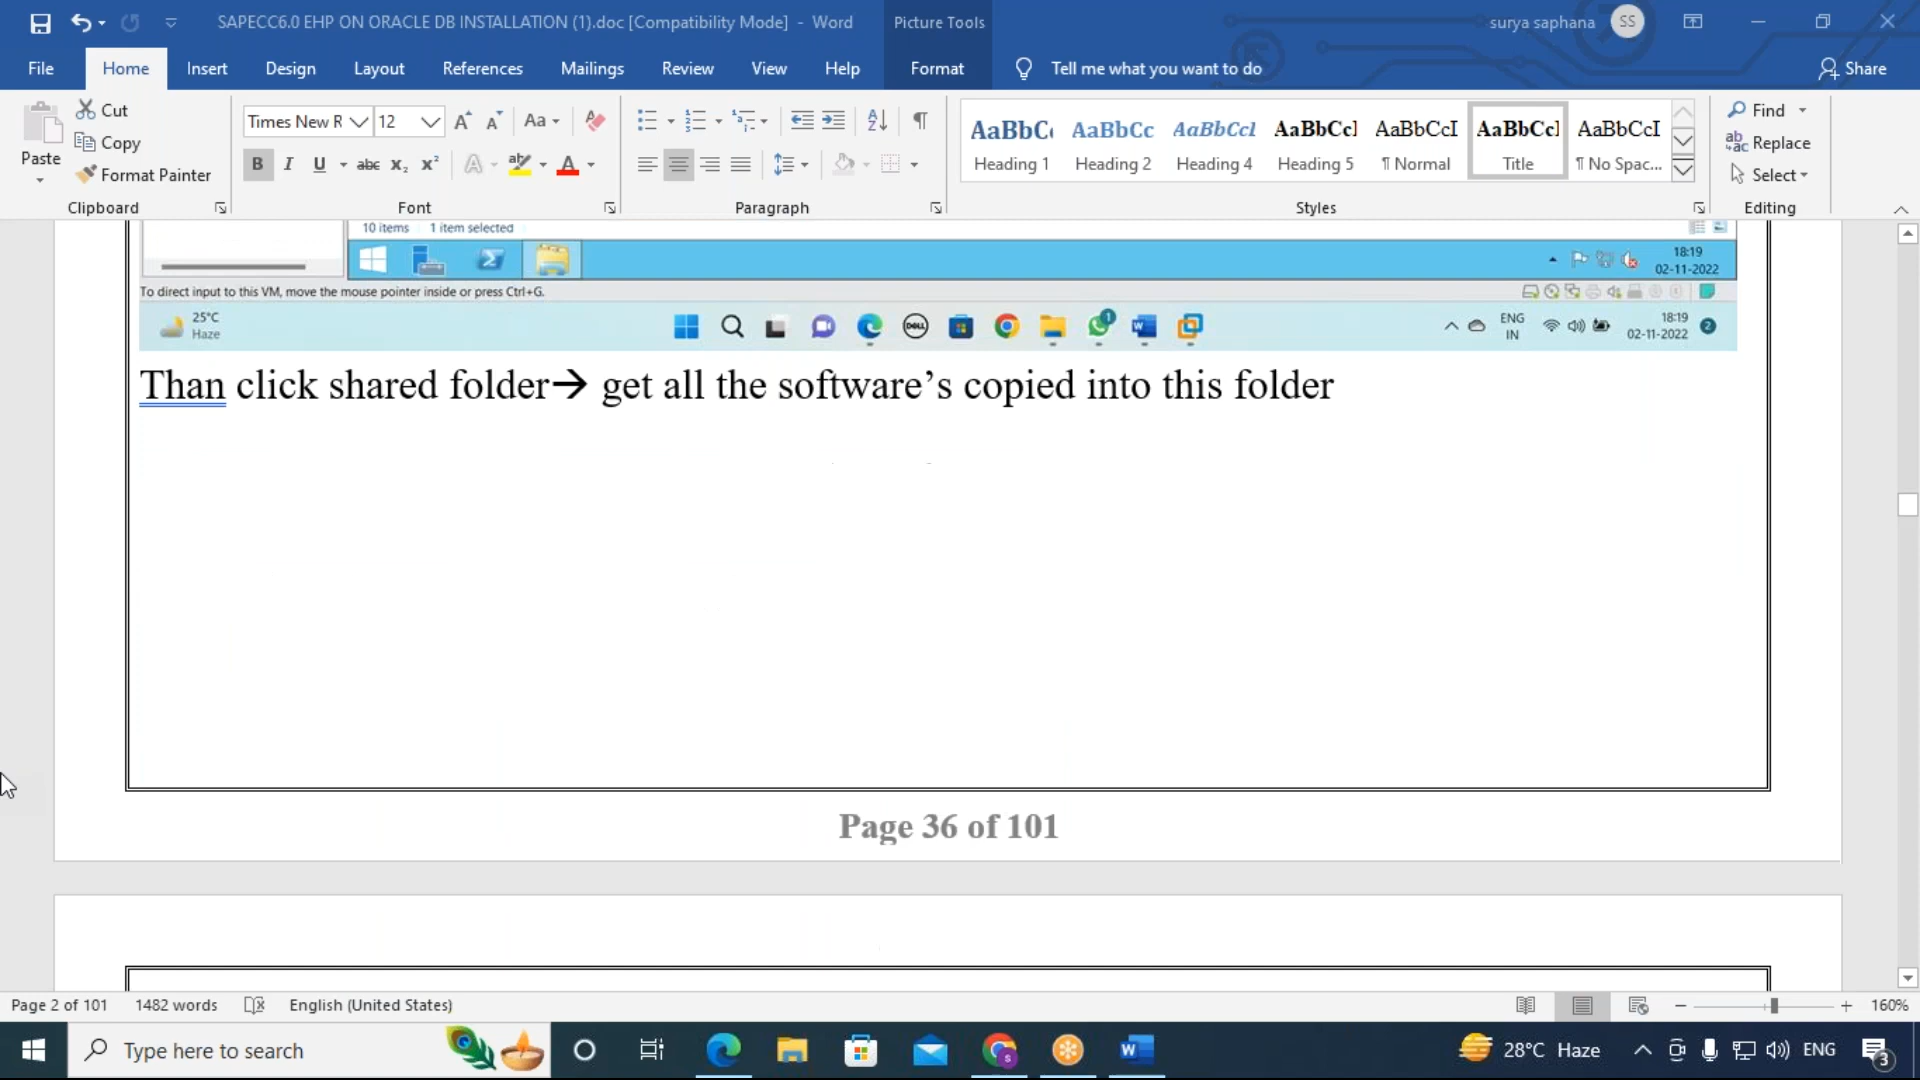 SAPECC6.0 EHP ON ORACLE DB INSTALLATION (1).doc [Compatibility Mode] - Word
Picture Tools
surya saphana
SS
File
Home
Insert
Design
Layout
References
Mailings
Review
View
Help
Format
Tell me what you want to do
Share
Paste
Cut
Copy
Format Painter
Clipboard
Times New R
12
Font
Paragraph
AaBbC
Heading 1
AaBbCc
Heading 2
AaBbCcI
Heading 4
AaBbCcI
Heading 5
AaBbCcI
¶ Normal
AaBbCcI
Title
AaBbCcI
¶ No Spac...
Styles
Find
Replace
Select
Editing
10 items 1 item selected
18:19
02-11-2022
To direct input to this VM, move the mouse pointer inside or press Ctrl+G.
25°C
Haze
DELL
1
ENG
IN
18:19
02-11-2022
2
Than click shared folder→ get all the software’s copied into this folder
Page 36 of 101
Page 2 of 101
1482 words
English (United States)
160%
Type here to search
28°C Haze
ENG
3